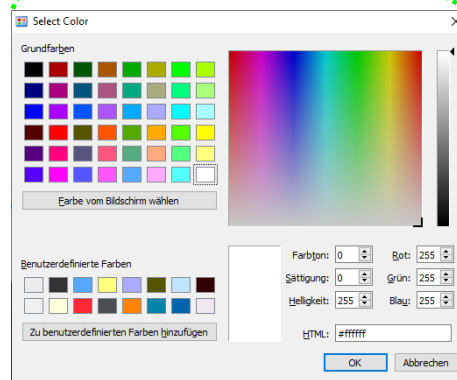 Select Color
Grundfarben
Farbe vom Bildschirm wählen
Benutzerdefinierte Farben
Zu benutzerdefinierten Farben hinzufügen
Farbton: 0 Rot: 255
Sättigung: 0 Grün: 255
Helligkeit: 255 Blau: 255
HTML: #ffffff
OK Abbrechen